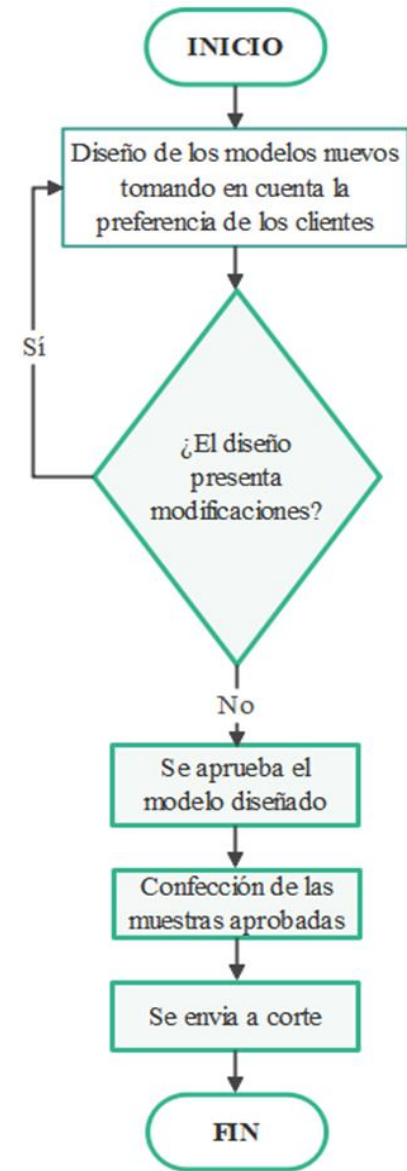 INICIO
Diseño de los modelos nuevos
tomando en cuenta la
preferencia de los clientes
Sí
¿El diseño
presenta
modificaciones?
No
Se aprueba el
modelo diseñado
Confección de las
muestras aprobadas
Se envia a corte
FIN